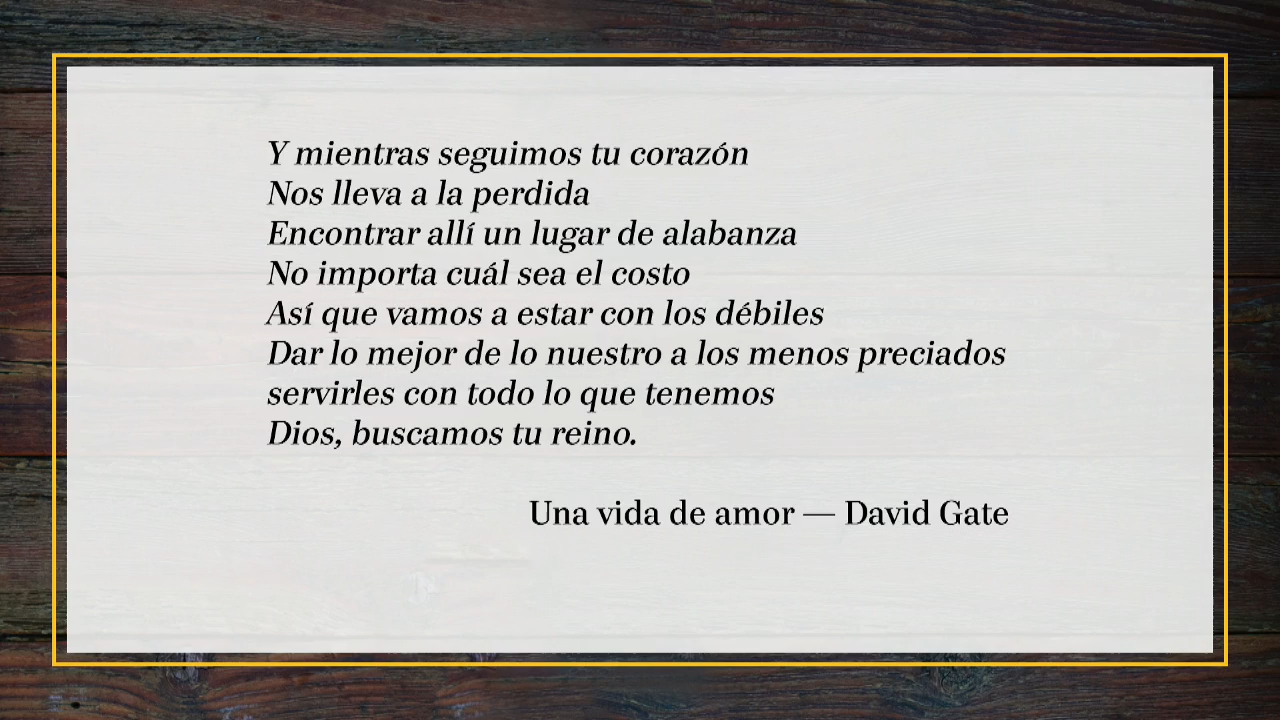 Y mientras seguimos tu corazón
Nos lleva a la perdida
Encontrar allí un lugar de alabanza
No importa cuál sea el costo
Así que vamos a estar con los débiles
Dar lo mejor de lo nuestro a los menos preciados
servirles con todo lo que tenemos
Dios, buscamos tu reino.
Una vida de amor — David Gate